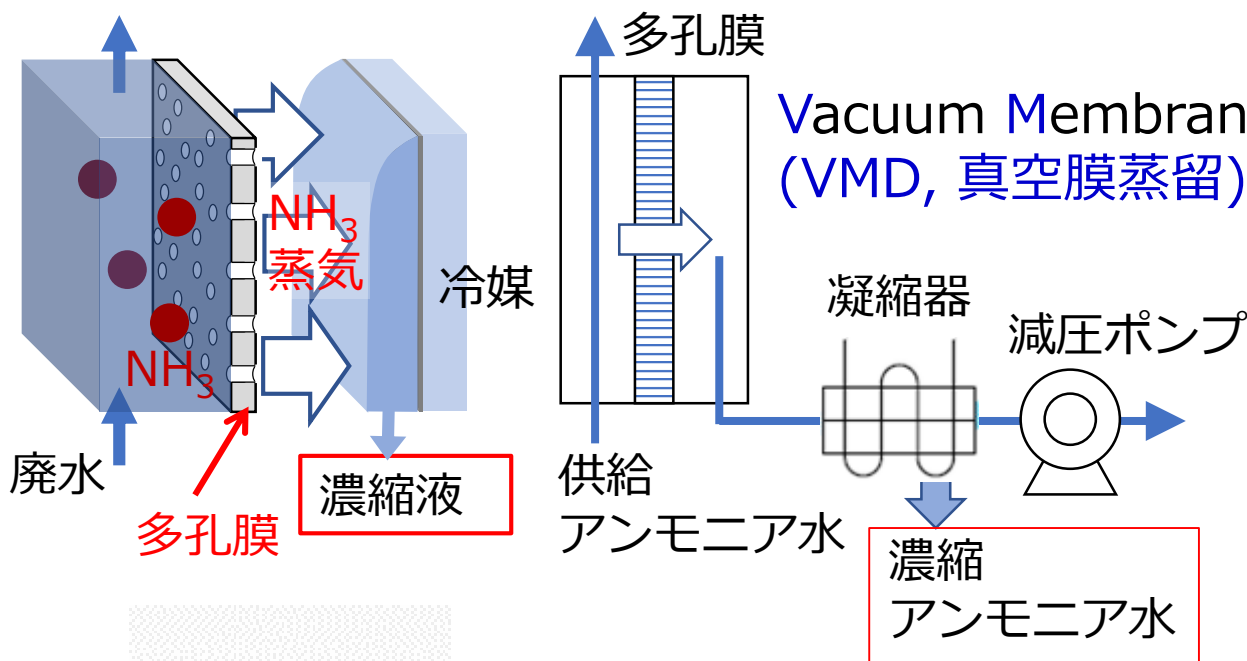 NH₃
蒸気
冷媒
NH₃
廃水
多孔膜
濃縮液
多孔膜
Vacuum Membran
(VMD, 真空膜蒸留)
凝縮器
減圧ポンプ
供給
アンモニア水
濃縮
アンモニア水